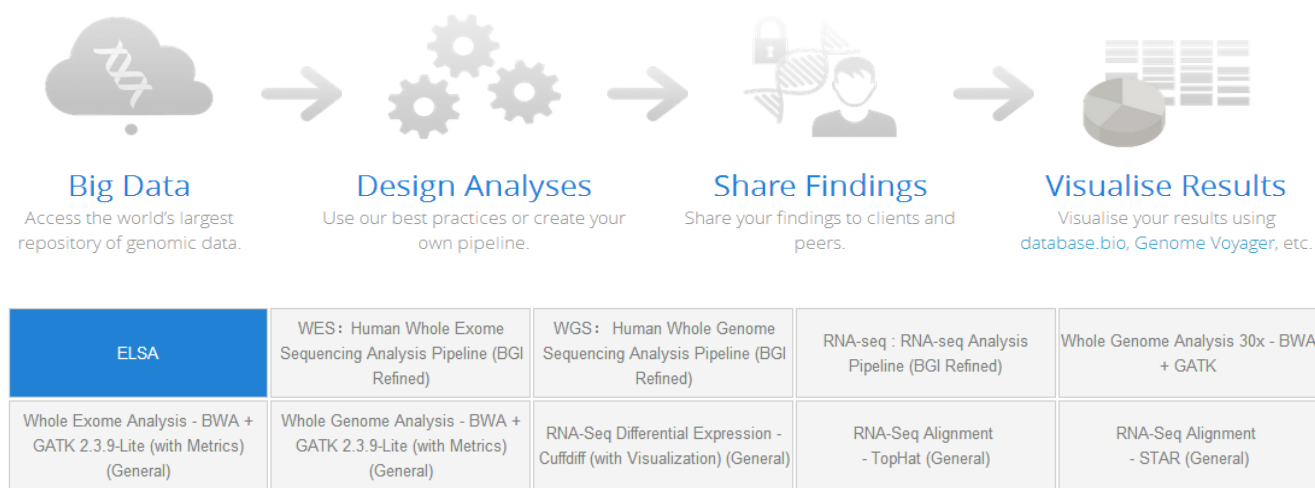 Big Data
Access the world's largest
repository of genomic data.
Design Analyses
Use our best practices or create your
own pipeline.
Share Findings
Share your findings to clients and
peers.
Visualise Results
Visualise your results using
database.bio, Genome Voyager, etc.
ELSA
WES: Human Whole Exome
Sequencing Analysis Pipeline (BGI
Refined)
WGS: Human Whole Genome
Sequencing Analysis Pipeline (BGI
Refined)
RNA-seq : RNA-seq Analysis
Pipeline (BGI Refined)
Whole Genome Analysis 30x - BWA
+ GATK
Whole Exome Analysis - BWA +
GATK 2.3.9-Lite (with Metrics)
(General)
Whole Genome Analysis - BWA +
GATK 2.3.9-Lite (with Metrics)
(General)
RNA-Seq Differential Expression -
Cuffdiff (with Visualization) (General)
RNA-Seq Alignment
- TopHat (General)
RNA-Seq Alignment
- STAR (General)